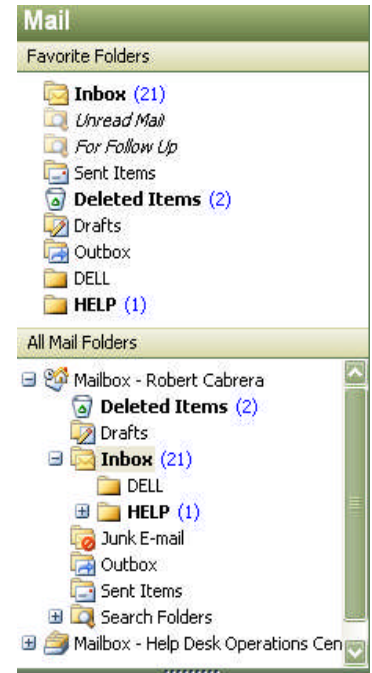 Mail
Favorite Folders
Inbox (21)
Unread Mail
For Follow Up
Sent Items
Deleted Items (2)
Drafts
Outbox
DELL
HELP (1)
All Mail Folders
Mailbox - Robert Cabrera
Deleted Items (2)
Drafts
Inbox (21)
DELL
HELP (1)
Junk E-mail
Outbox
Sent Items
Search Folders
Mailbox - Help Desk Operations Cen